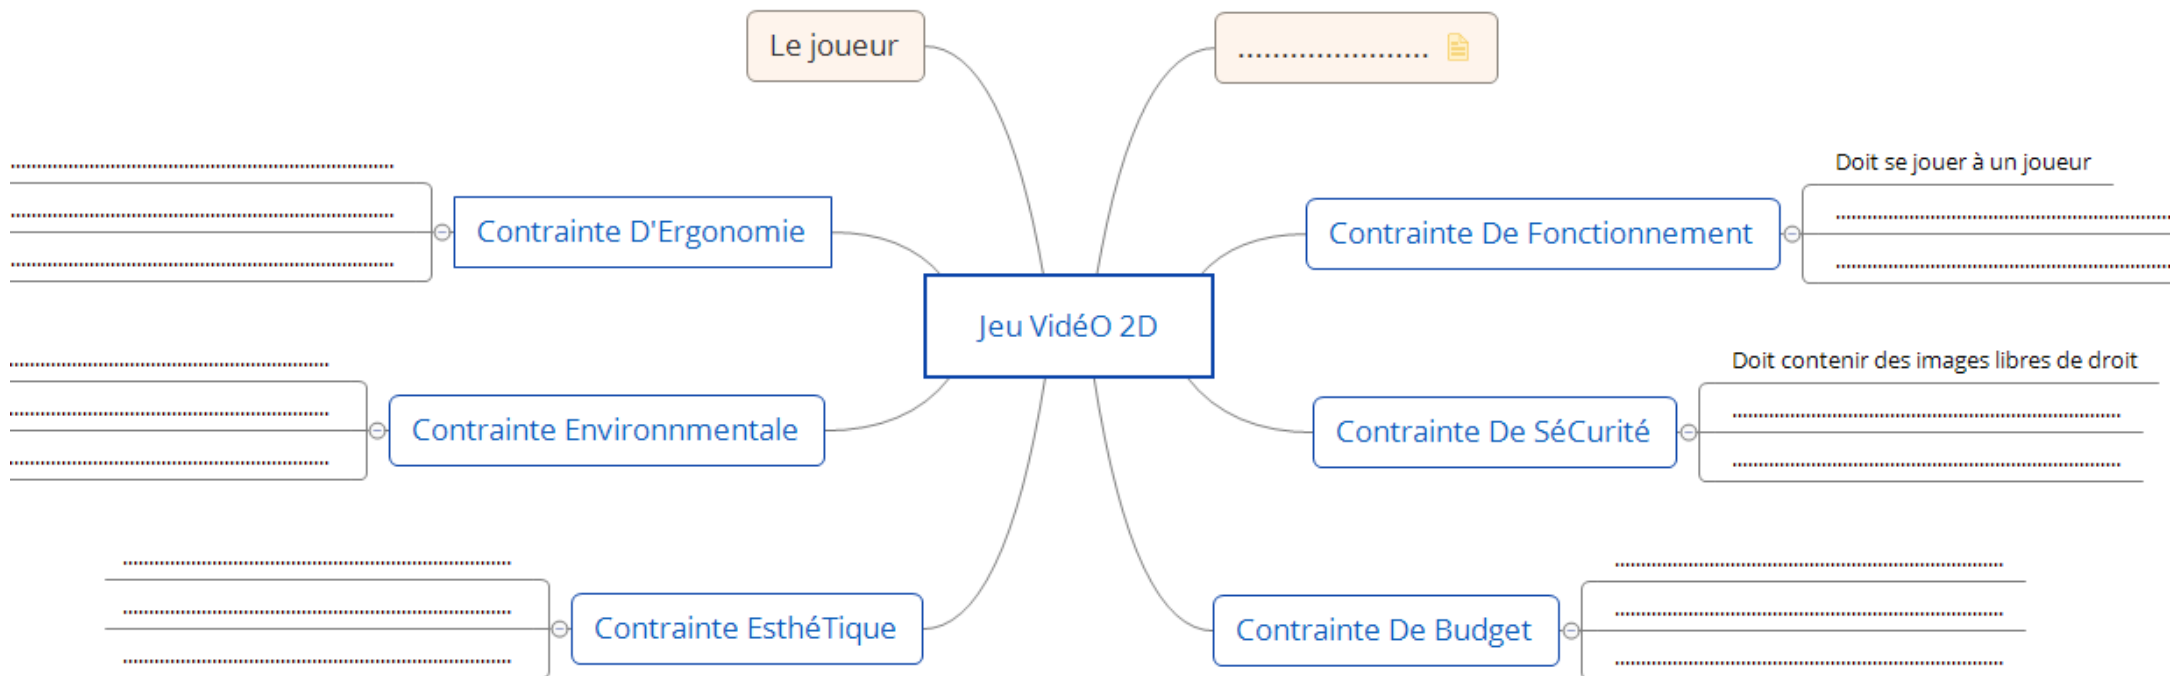 Le joueur
.....................
Doit se jouer à un joueur
Contrainte D'Ergonomie
Contrainte De Fonctionnement
Jeu VidéO 2D
Doit contenir des images libres de droit
Contrainte Environnmentale
Contrainte De SéCurité
Contrainte EsthéTique
Contrainte De Budget